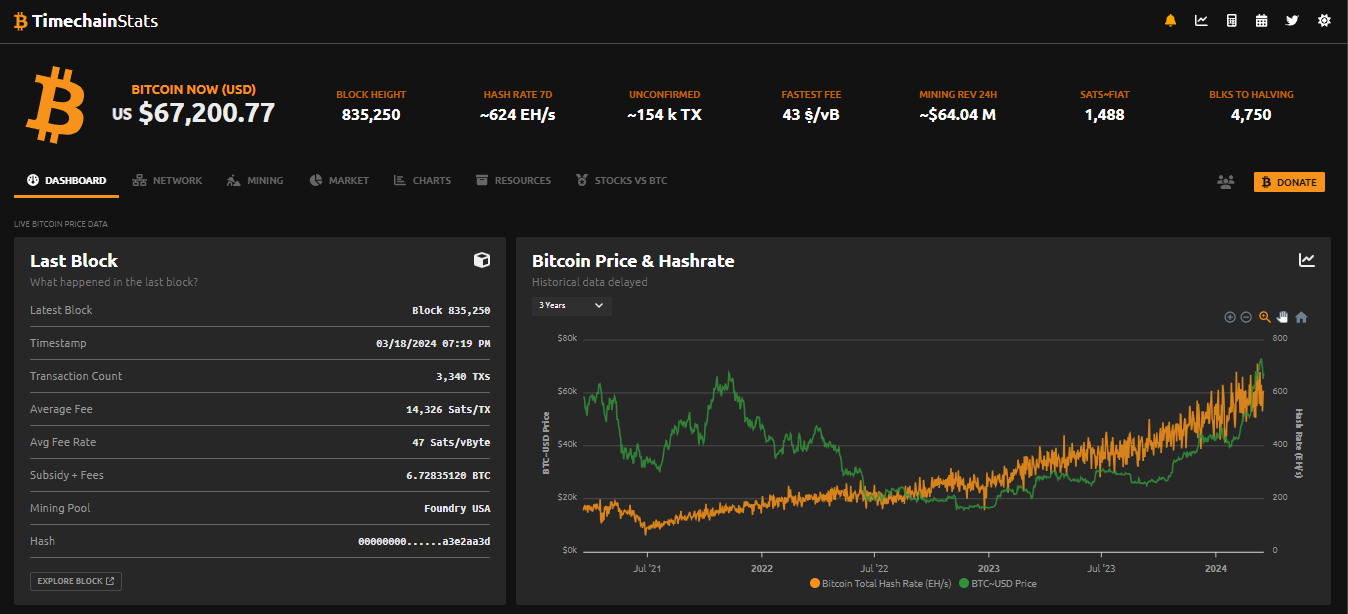 TimechainStats
BITCOIN NOW (USD)
US $67,200.77
BLOCK HEIGHT
835,250
HASH RATE 7D
~624 EH/s
UNCONFIRMED
~154 k TX
FASTEST FEE
43 ṩ/vB
MINING REV 24H
~$64.04 M
SATS~FIAT
1,488
BLKS TO HALVING
4,750
DASHBOARD NETWORK MINING MARKET CHARTS RESOURCES STOCKS VS BTC DONATE
LIVE BITCOIN PRICE DATA
Last Block
What happened in the last block?
Latest Block Block 835,250
Timestamp 03/18/2024 07:19 PM
Transaction Count 3,340 TXs
Average Fee 14,326 Sats/TX
Avg Fee Rate 47 Sats/vByte
Subsidy + Fees 6.72835120 BTC
Mining Pool Foundry USA
Hash 00000000......a3e2aa3d
EXPLORE BLOCK
Bitcoin Price & Hashrate
Historical data delayed
3 Years
$80k 800
$60k 600
$40k 400
$20k 200
$0k 0
BTC~USD Price
Hash Rate (EH/s)
Jul '21 2022 Jul '22 2023 Jul '23 2024
Bitcoin Total Hash Rate (EH/s) BTC~USD Price